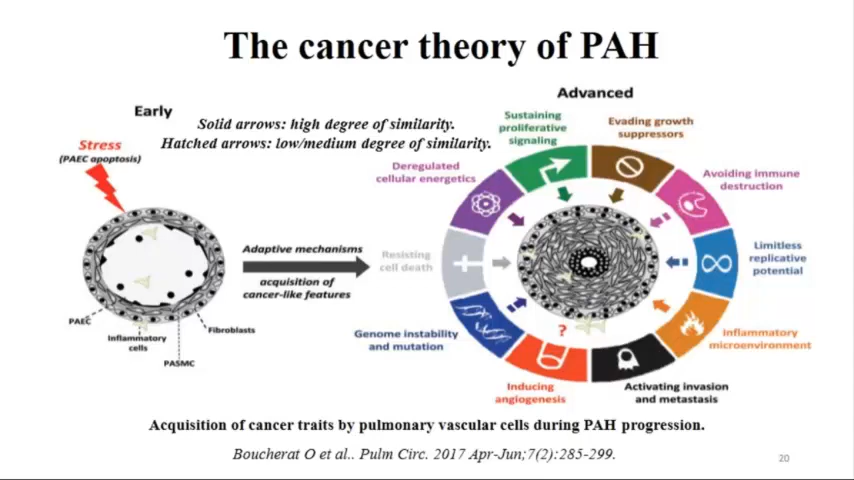 The cancer theory of PAH
Early
Advanced
Solid arrows: high degree of similarity.
Hatched arrows: low/medium degree of similarity.
Stress
(PAEC apoptosis)
Sustaining
proliferative
signaling
Evading growth
suppressors
Deregulated
cellular energetics
Avoiding immune
destruction
Adaptive mechanisms
acquisition of
cancer-like features
Resisting
cell death
Limitless
replicative
potential
PAEC
Inflammatory
cells
PASMC
Fibroblasts
Genome instability
and mutation
?
Inflammatory
microenvironment
Inducing
angiogenesis
Activating invasion
and metastasis
Acquisition of cancer traits by pulmonary vascular cells during PAH progression.
Boucherat O et al.. Pulm Circ. 2017 Apr-Jun;7(2):285-299.
20